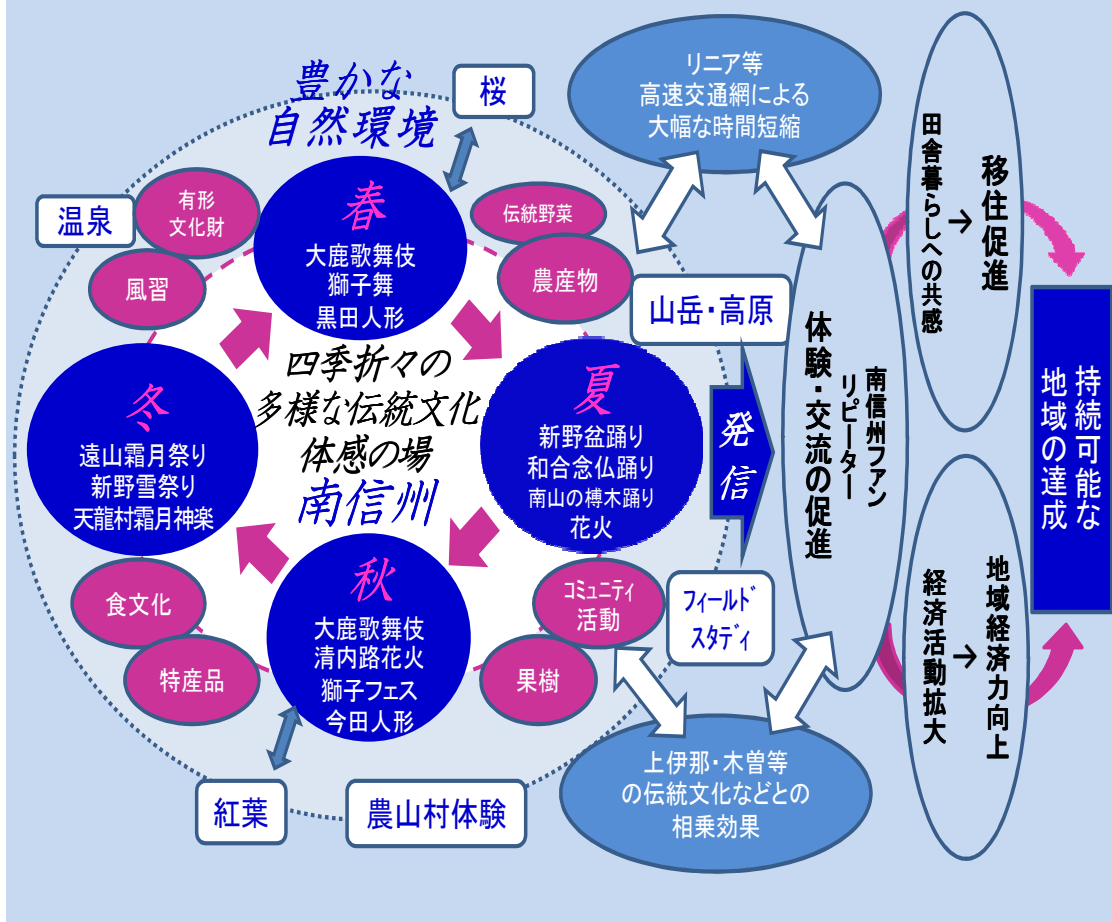 豊かな
自然環境
桜
温泉
有形
文化財
風習
春
大鹿歌舞伎
獅子舞
黒田人形
伝統野菜
農産物
山岳・高原
四季折々の
多様な伝統文化
体感の場
南信州
冬
遠山霜月祭り
新野雪祭り
天龍村霜月神楽
夏
新野盆踊り
和合念仏踊り
南山の榑木踊り
花火
秋
大鹿歌舞伎
清内路花火
獅子フェス
今田人形
食文化
特産品
コミュニティ
活動
果樹
フィールド
スタディ
紅葉
農山村体験
発信
リニア等
高速交通網による
大幅な時間短縮
上伊那・木曽等
の伝統文化などとの
相乗効果
南信州ファン
リピーター
体験・交流の促進
田舎暮らしへの共感
→
移住促進
経済活動拡大
→
地域経済力向上
持続可能な
地域の達成